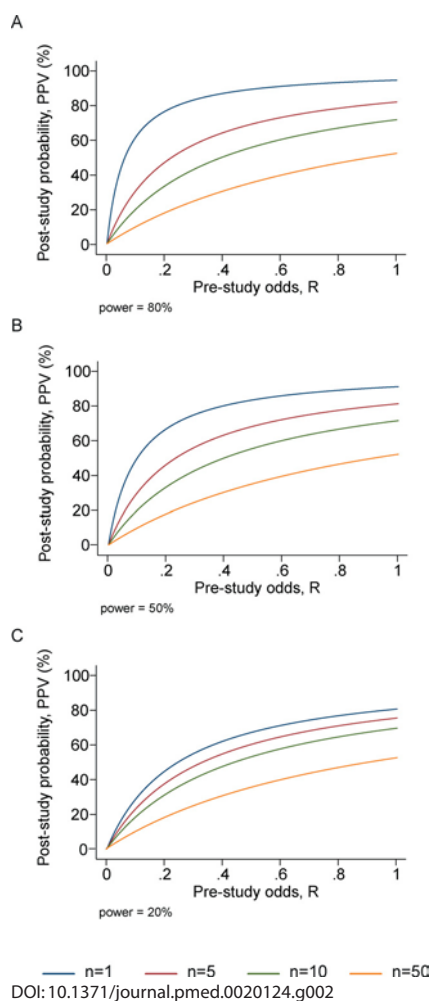 A
Post-study probability, PPV (%)
100
80
60
40
20
0
0 .2 .4 .6 .8 1
Pre-study odds, R
power = 80%
B
Post-study probability, PPV (%)
100
80
60
40
20
0
0 .2 .4 .6 .8 1
Pre-study odds, R
power = 50%
C
Post-study probability, PPV (%)
100
80
60
40
20
0
0 .2 .4 .6 .8 1
Pre-study odds, R
power = 20%
n=1 n=5 n=10 n=50
DOI: 10.1371/journal.pmed.0020124.g002